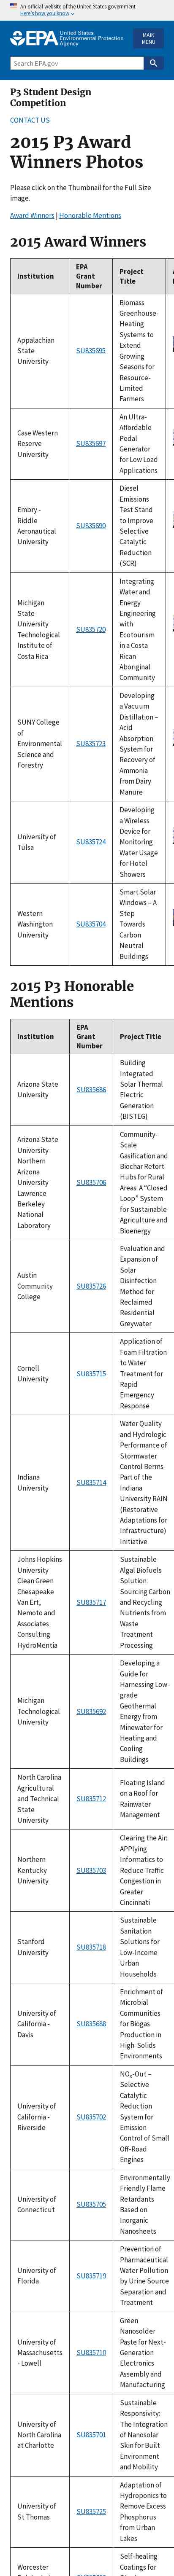 An official website of the United States government
Here's how you know
EPA
United States
Environmental Protection
Agency
MAIN
MENU
Search EPA.gov
P3 Student Design
Competition
CONTACT US
2015 P3 Award
Winners Photos
Please click on the Thumbnail for the Full Size
image.
Award Winners | Honorable Mentions
2015 Award Winners
Institution
EPA
Grant
Number
Project
Title
Appalachian
State
University
SU835695
Biomass
Greenhouse-
Heating
Systems to
Extend
Growing
Seasons for
Resource-
Limited
Farmers
Case Western
Reserve
University
SU835697
An Ultra-
Affordable
Pedal
Generator
for Low Load
Applications
Embry -
Riddle
Aeronautical
University
SU835690
Diesel
Emissions
Test Stand
to Improve
Selective
Catalytic
Reduction
(SCR)
Michigan
State
University
Technological
Institute of
Costa Rica
SU835720
Integrating
Water and
Energy
Engineering
with
Ecotourism
in a Costa
Rican
Aboriginal
Community
SUNY College
of
Environmental
Science and
Forestry
SU835723
Developing
a Vacuum
Distillation –
Acid
Absorption
System for
Recovery of
Ammonia
from Dairy
Manure
University of
Tulsa
SU835724
Developing
a Wireless
Device for
Monitoring
Water Usage
for Hotel
Showers
Western
Washington
University
SU835704
Smart Solar
Windows – A
Step
Towards
Carbon
Neutral
Buildings
2015 P3 Honorable
Mentions
Institution
EPA
Grant
Number
Project Title
Arizona State
University
SU835686
Building
Integrated
Solar Thermal
Electric
Generation
(BISTEG)
Arizona State
University
Northern
Arizona
University
Lawrence
Berkeley
National
Laboratory
SU835706
Community-
Scale
Gasification and
Biochar Retort
Hubs for Rural
Areas: A “Closed
Loop” System
for Sustainable
Agriculture and
Bioenergy
Austin
Community
College
SU835726
Evaluation and
Expansion of
Solar
Disinfection
Method for
Reclaimed
Residential
Greywater
Cornell
University
SU835715
Application of
Foam Filtration
to Water
Treatment for
Rapid
Emergency
Response
Indiana
University
SU835714
Water Quality
and Hydrologic
Performance of
Stormwater
Control Berms.
Part of the
Indiana
University RAIN
(Restorative
Adaptations for
Infrastructure)
Initiative
Johns Hopkins
University
Clean Green
Chesapeake
Van Ert,
Nemoto and
Associates
Consulting
HydroMentia
SU835717
Sustainable
Algal Biofuels
Solution:
Sourcing Carbon
and Recycling
Nutrients from
Waste
Treatment
Processing
Michigan
Technological
University
SU835692
Developing a
Guide for
Harnessing Low-
grade
Geothermal
Energy from
Minewater for
Heating and
Cooling
Buildings
North Carolina
Agricultural
and Technical
State
University
SU835712
Floating Island
on a Roof for
Rainwater
Management
Northern
Kentucky
University
SU835703
Clearing the Air:
APPlying
Informatics to
Reduce Traffic
Congestion in
Greater
Cincinnati
Stanford
University
SU835718
Sustainable
Sanitation
Solutions for
Low-Income
Urban
Households
University of
California -
Davis
SU835688
Enrichment of
Microbial
Communities
for Biogas
Production in
High-Solids
Environments
University of
California -
Riverside
SU835702
NOx-Out –
Selective
Catalytic
Reduction
System for
Emission
Control of Small
Off-Road
Engines
University of
Connecticut
SU835705
Environmentally
Friendly Flame
Retardants
Based on
Inorganic
Nanosheets
University of
Florida
SU835719
Prevention of
Pharmaceutical
Water Pollution
by Urine Source
Separation and
Treatment
University of
Massachusetts
- Lowell
SU835710
Green
Nanosolder
Paste for Next-
Generation
Electronics
Assembly and
Manufacturing
University of
North Carolina
at Charlotte
SU835701
Sustainable
Responsivity:
The Integration
of Nanosolar
Skin for Built
Environment
and Mobility
University of
St Thomas
SU835725
Adaptation of
Hydroponics to
Remove Excess
Phosphorus
from Urban
Lakes
Worcester
Self-healing
Coatings for